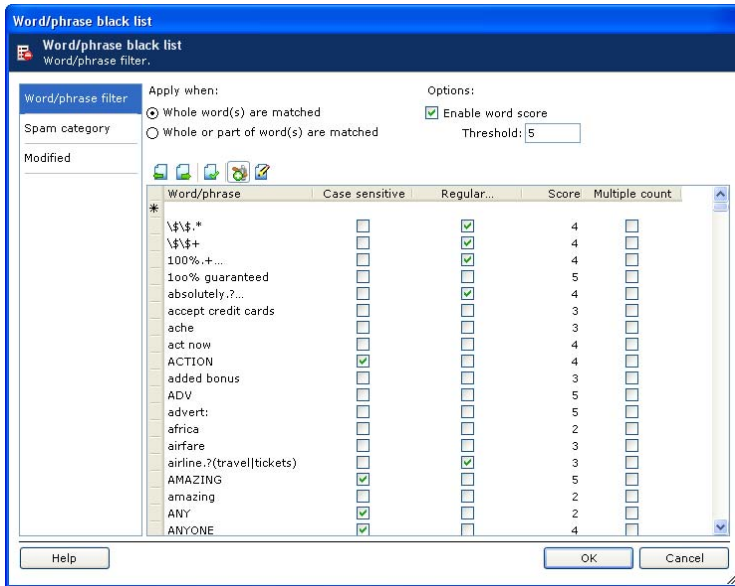 Word/phrase black list
Word/phrase black list
Word/phrase filter.
Word/phrase filter
Spam category
Modified
Apply when:
Whole word(s) are matched
Whole or part of word(s) are matched
Options:
Enable word score
Threshold: 5
Word/phrase Case sensitive Regular... Score Multiple count
\$\$.* 4
\$\$+ 4
100%.+... 4
1oo% guaranteed 5
absolutely.?... 4
accept credit cards 3
ache 3
act now 4
ACTION 4
added bonus 3
ADV 5
advert: 5
africa 2
airfare 3
airline.?(travel|tickets) 3
AMAZING 5
amazing 2
ANY 2
ANYONE 4
Help OK Cancel